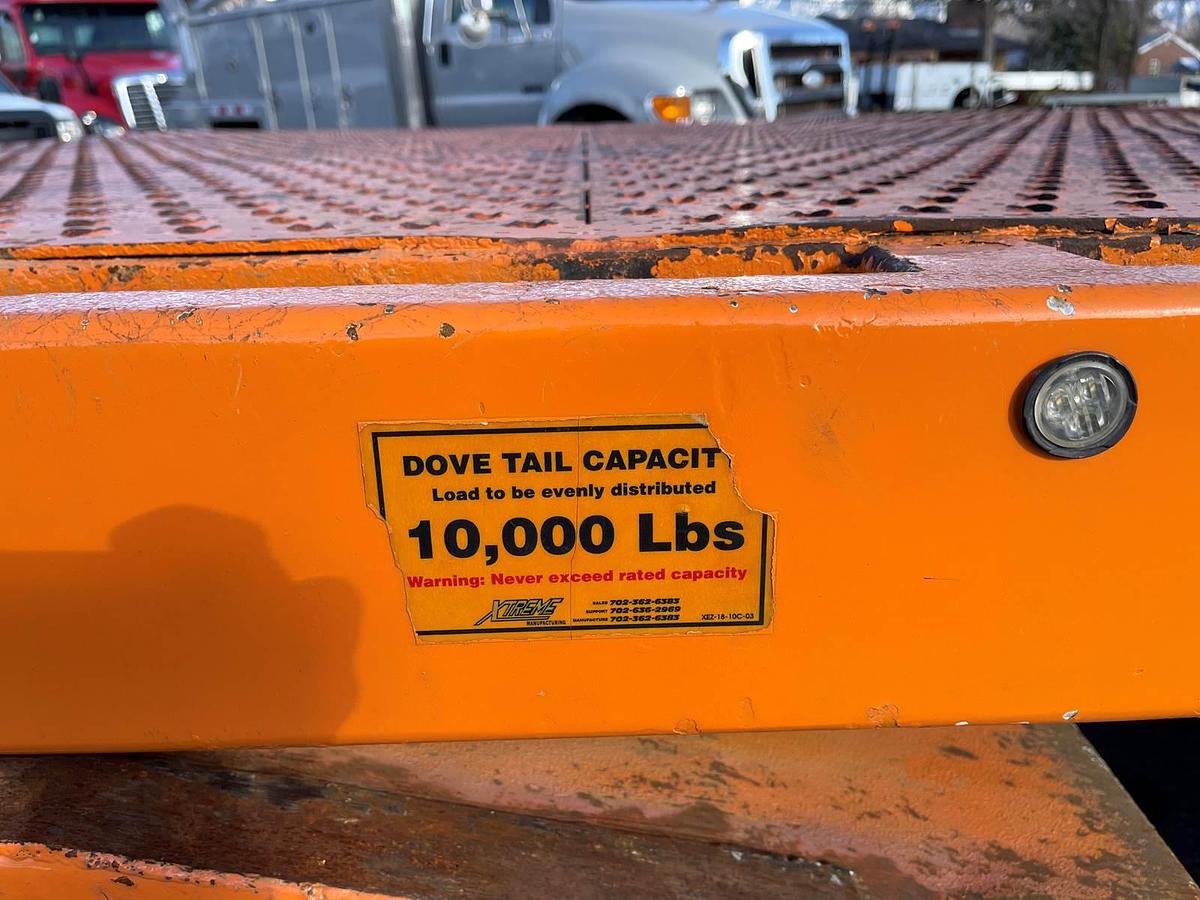 DOVE TAIL CAPACIT
Load to be evenly distributed
10,000 Lbs
Warning: Never exceed rated capacity
XTREME
MANUFACTURING
SALES 702-362-6383
SUPPORT 702-636-2969
MANUFACTURE 702-362-6383
XEZ-18-10C-03